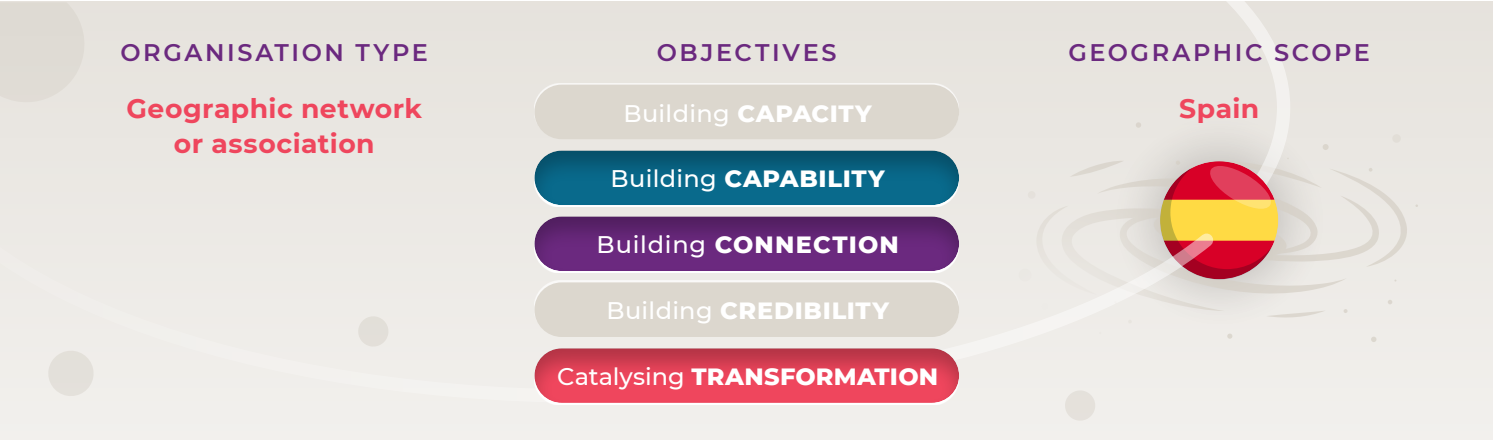 ORGANISATION TYPE
Geographic network
or association
OBJECTIVES
Building CAPACITY
Building CAPABILITY
Building CONNECTION
Building CREDIBILITY
Catalysing TRANSFORMATION
GEOGRAPHIC SCOPE
Spain